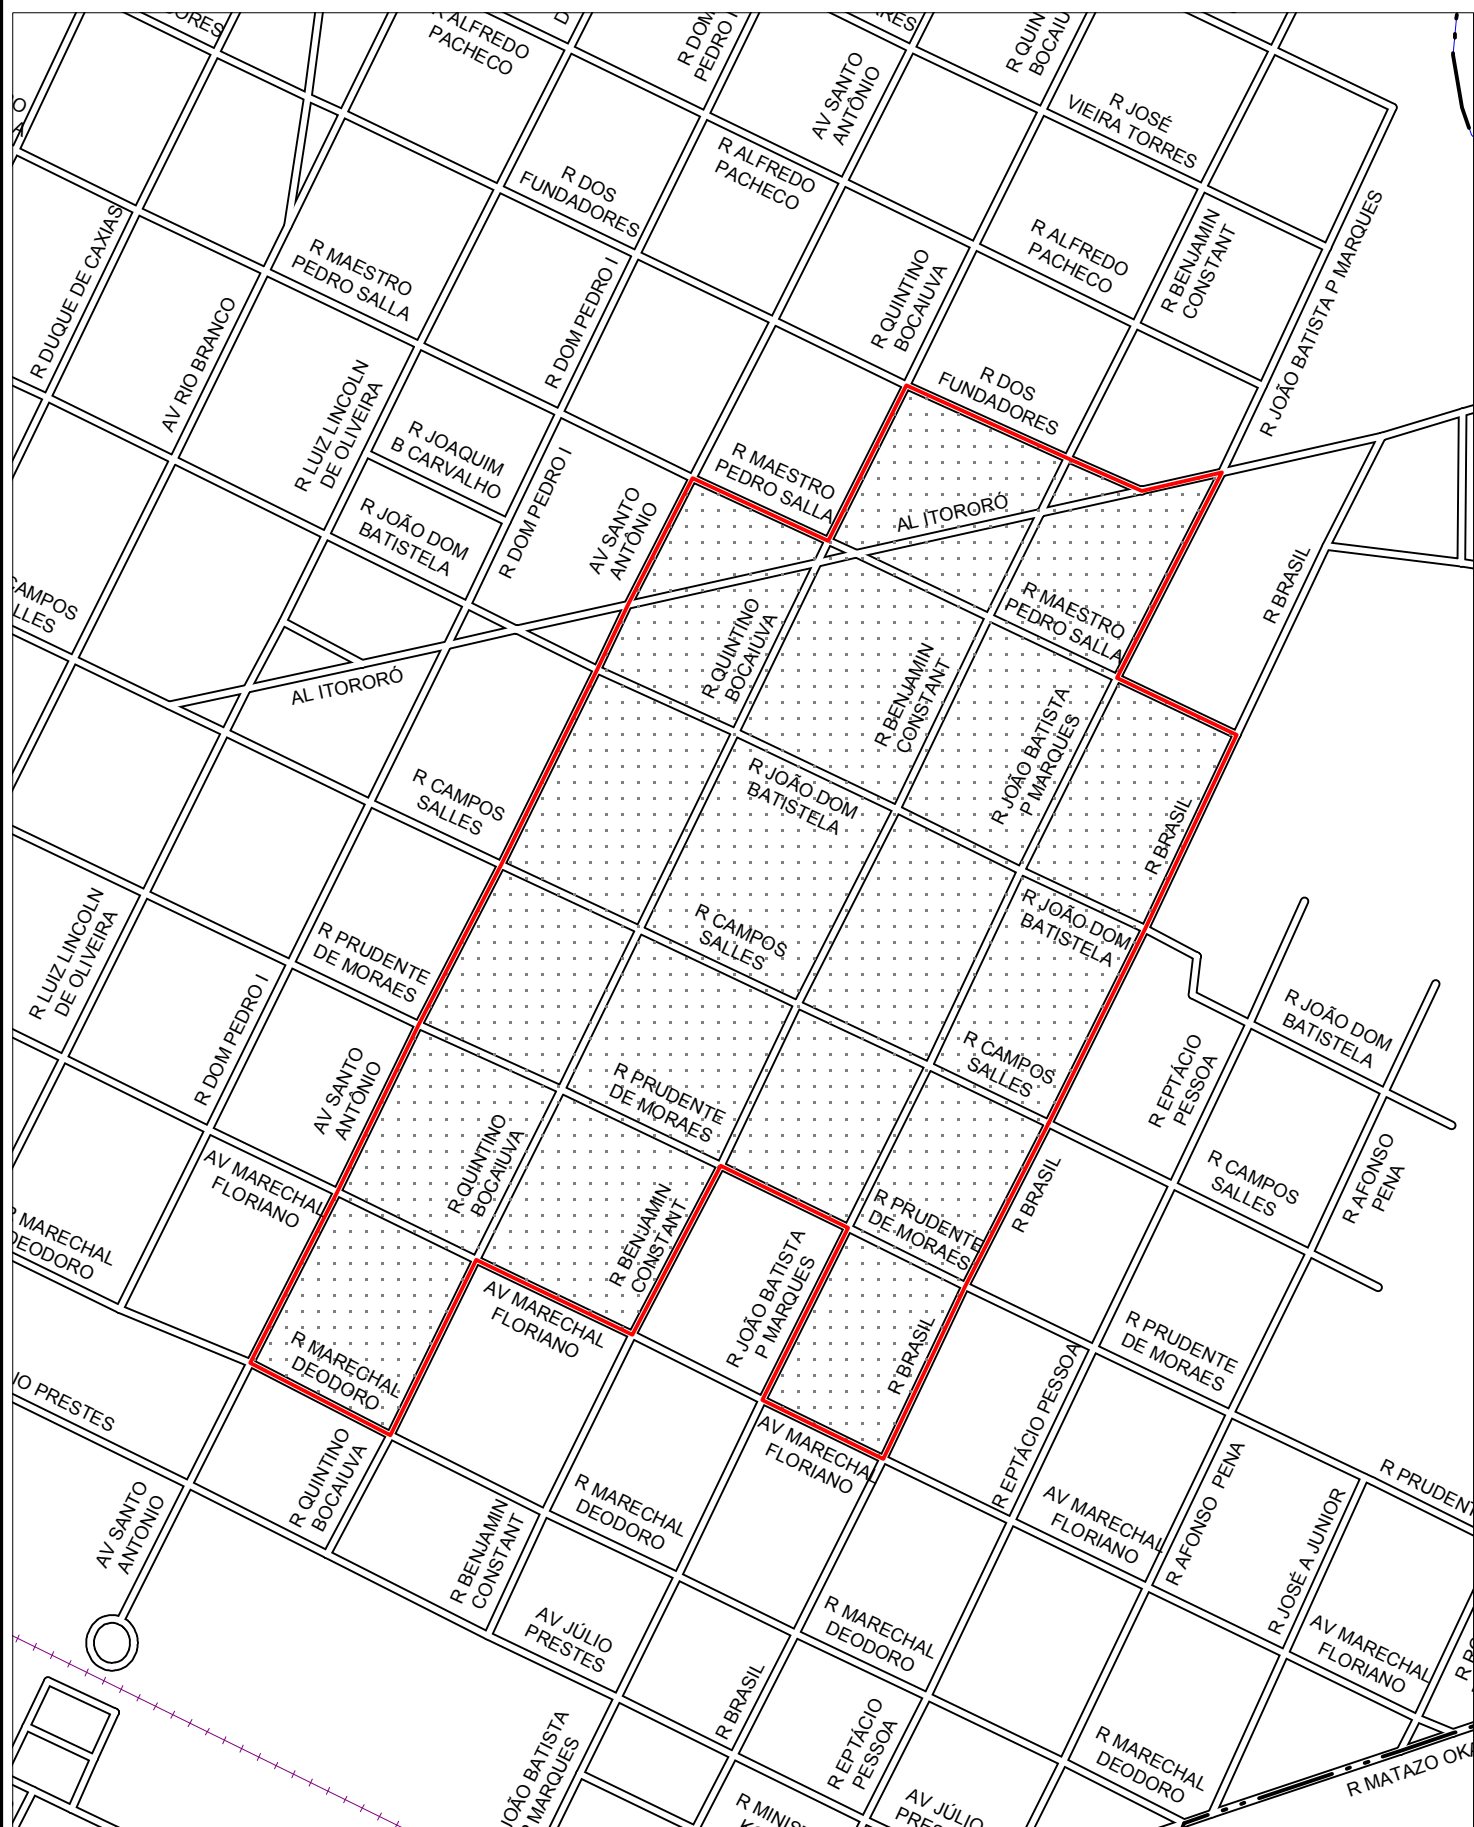 R ALFREDO
PACHECO
R DOM
AV SANTO
ANTÔNIO
R JOSÉ
VIEIRA TORRES
R ALFREDO
PACHECO
R DOS
FUNDADORES
R ALFREDO
PACHECO
R BENJAMIN
CONSTANT
R JOÃO BATISTA P MARQUES
R DUQUE DE CAXIAS
R MAESTRO
PEDRO SALLA
R DOM PEDRO I
R QUINTINO
BOCAIUVA
AV RIO BRANCO
R LUIZ LINCOLN
DE OLIVEIRA
R DOS
FUNDADORES
R JOAQUIM
B CARVALHO
R DOM PEDRO I
R MAESTRO
PEDRO SALLA
R JOÃO DOM
BATISTELA
AV SANTO
ANTÔNIO
AL ITORORÓ
R BRASIL
CAMPOS
R QUINTINO
BOCAIUVA
R MAESTRO
PEDRO SALLA
AL ITORORÓ
R BENJAMIN
CONSTANT
R JOÃO BATISTA
P MARQUES
R CAMPOS
SALLES
R JOÃO DOM
BATISTELA
R BRASIL
R LUIZ LINCOLN
DE OLIVEIRA
R PRUDENTE
DE MORAES
R CAMPOS
SALLES
R JOÃO DOM
BATISTELA
R DOM PEDRO I
AV SANTO
ANTÔNIO
R CAMPOS
SALLES
R EPTÁCIO
PESSOA
R JOÃO DOM
BATISTELA
R PRUDENTE
DE MORAES
R QUINTINO
BOCAIUVA
AV MARECHAL
FLORIANO
R BRASIL
R CAMPOS
SALLES
R AFONSO
PENA
R MARECHAL
DEODORO
R BENJAMIN
CONSTANT
R JOÃO BATISTA
P MARQUES
R PRUDENTE
DE MORAES
AV MARECHAL
FLORIANO
R MARECHAL
DEODORO
R BRASIL
R PRUDENTE
DE MORAES
IO PRESTES
R EPTÁCIO PESSOA
AV MARECHAL
FLORIANO
R QUINTINO
BOCAIUVA
AV SANTO
ANTONIO
R BENJAMIN
CONSTANT
R MARECHAL
DEODORO
AV MARECHAL
FLORIANO
R AFONSO PENA
R JOSÉ A JUNIOR
AV JÚLIO
PRESTES
R MARECHAL
DEODORO
AV MARECHAL
FLORIANO
R BRASIL
R EPTÁCIO
PESSOA
R MARECHAL
DEODORO
JOÃO BATISTA
MARQUES
AV JÚLIO
R MATAZO